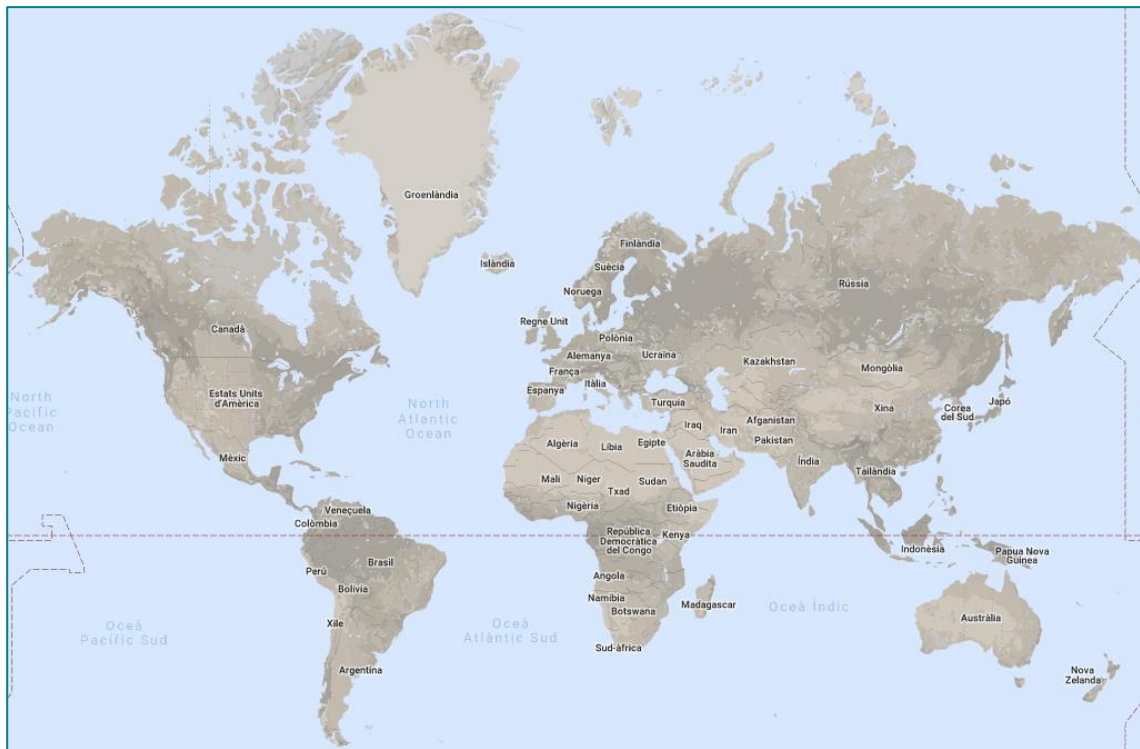 Groenlàndia
Islàndia
Finlàndia
Suècia
Noruega
Rússia
Regne Unit
Canadà
Polònia
Alemanya
Ucraïna
Kazakhstan
Mongòlia
França
Itàlia
Espanya
Estats Units
d'Amèrica
Turquia
North
Pacific
Ocean
North
Atlantic
Ocean
Xina
Corea
del Sud
Japó
Iraq
Iran
Afganistan
Pakistan
Algèria
Líbia
Egipte
Aràbia
Saudita
Mèxic
Índia
Tailàndia
Mali
Níger
Txad
Sudan
Nigèria
Etiòpia
Veneçuela
Colòmbia
República
Democràtica
del Congo
Kenya
Indonèsia
Papua Nova
Guinea
Brasil
Perú
Bolívia
Angola
Namíbia
Botswana
Madagascar
Oceà Índic
Oceà
Pacífic Sud
Oceà
Atlàntic Sud
Xile
Austràlia
Sud-àfrica
Argentina
Nova
Zelanda